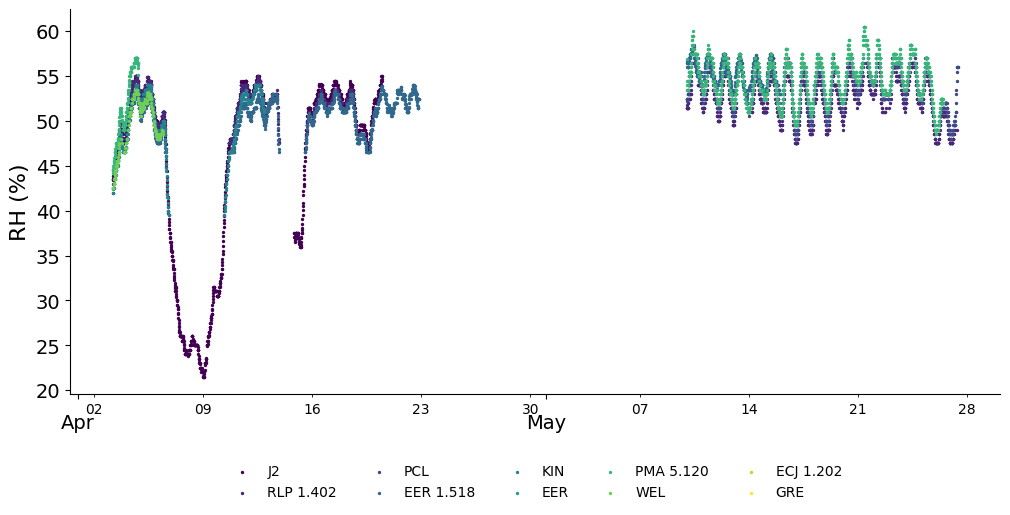 60
55
50
45
40
35
30
25
20
RH (%)
02 09 16 23 30 07 14 21 28
Apr May
J2 PCL KIN PMA 5.120 ECJ 1.202
RLP 1.402 EER 1.518 EER WEL GRE